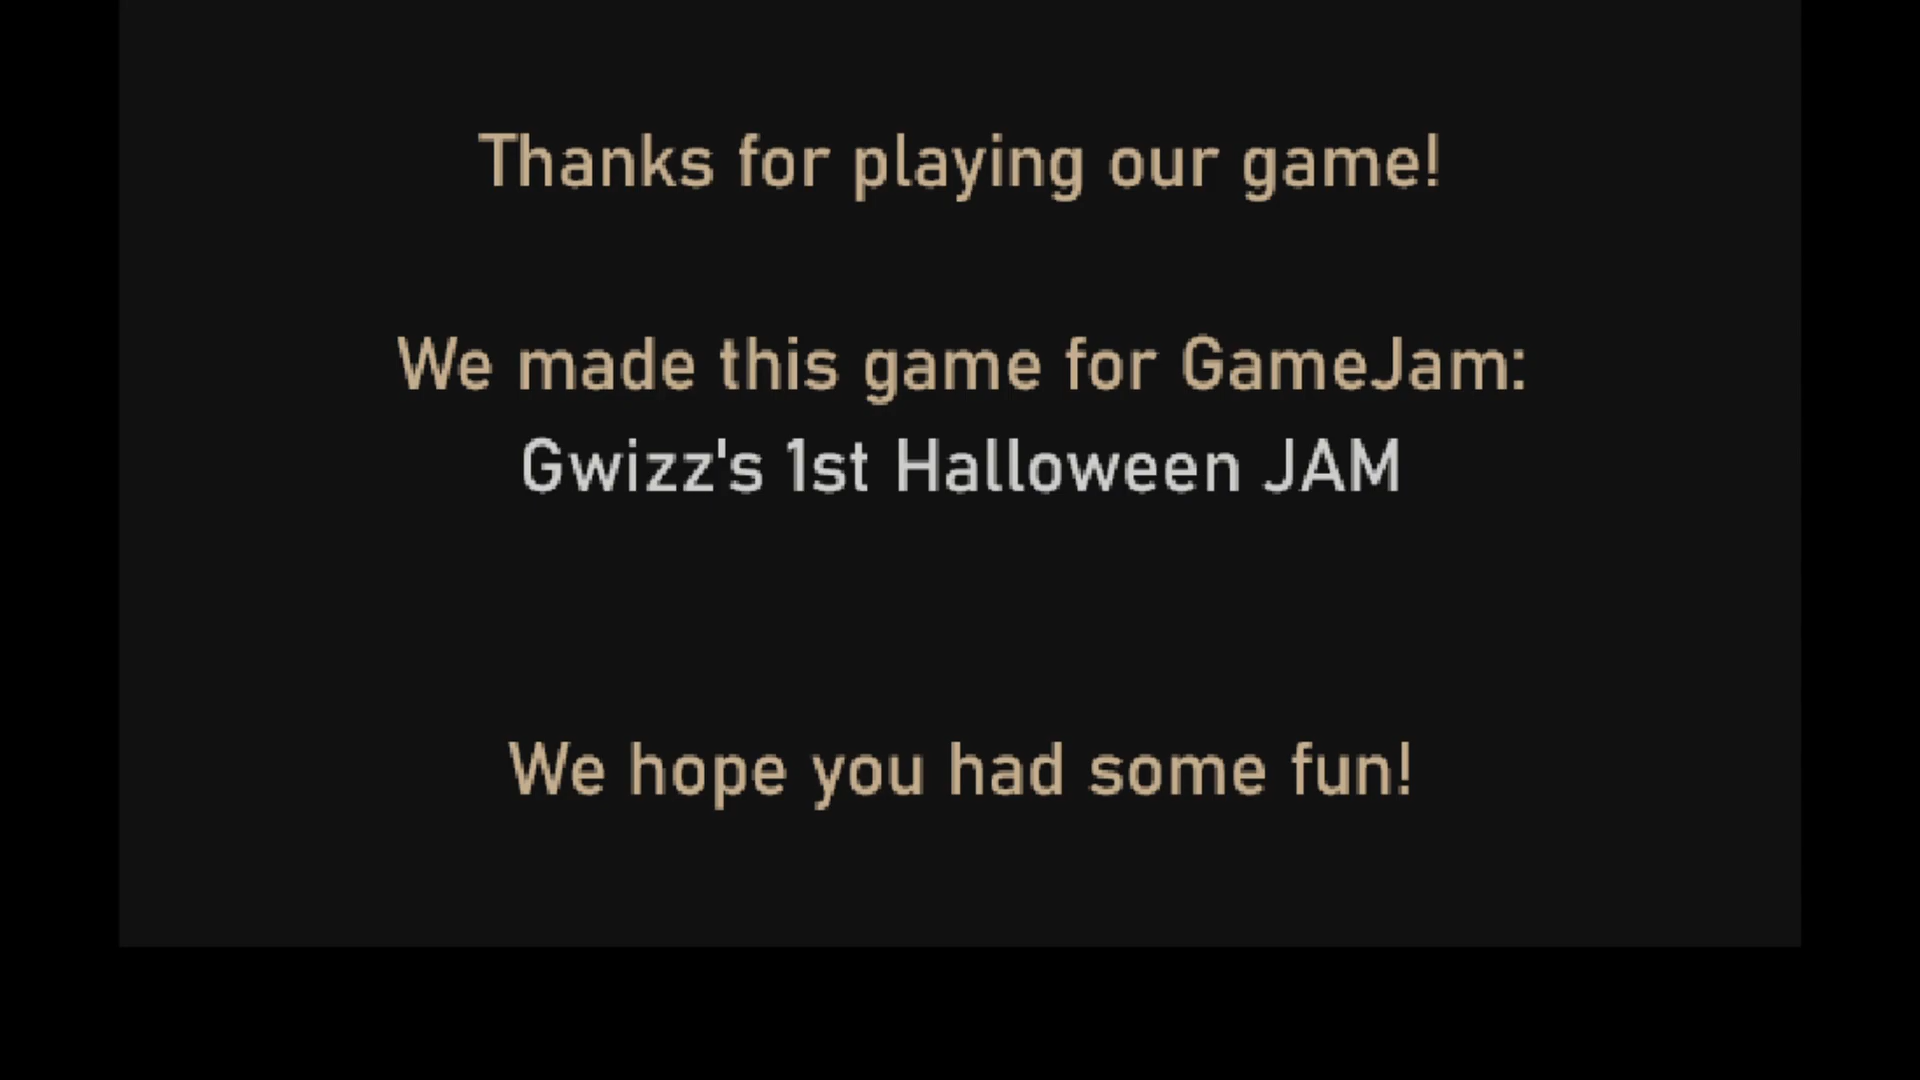 Thanks for playing our game!
We made this game for GameJam:
Gwizz's 1st Halloween JAM
We hope you had some fun!